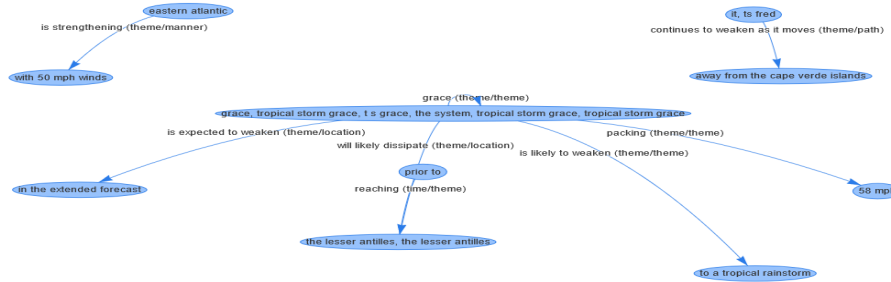 eastern atlantic
it, ts fred
is strengthening (theme/manner)
continues to weaken as it moves (theme/path)
with 50 mph winds
away from the cape verde islands
grace (theme/theme)
grace, tropical storm grace, t s grace, the system, tropical storm grace, tropical storm grace
is expected to weaken (theme/location)
packing (theme/theme)
will likely dissipate (theme/location)
is likely to weaken (theme/theme)
prior to
reaching (time/theme)
in the extended forecast
58 mph
the lesser antilles, the lesser antilles
to a tropical rainstorm